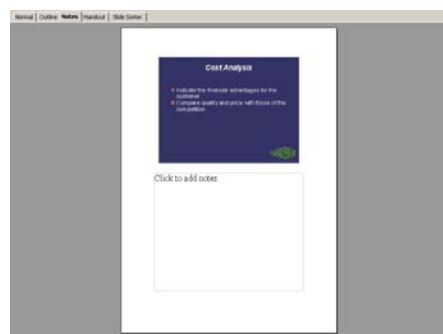 Normal Outline Notes Handout Slide Sorter
Cost Analysis
Indicate the financial advantages for the
customer
Compare quality and price with those of the
competition
Click to add notes